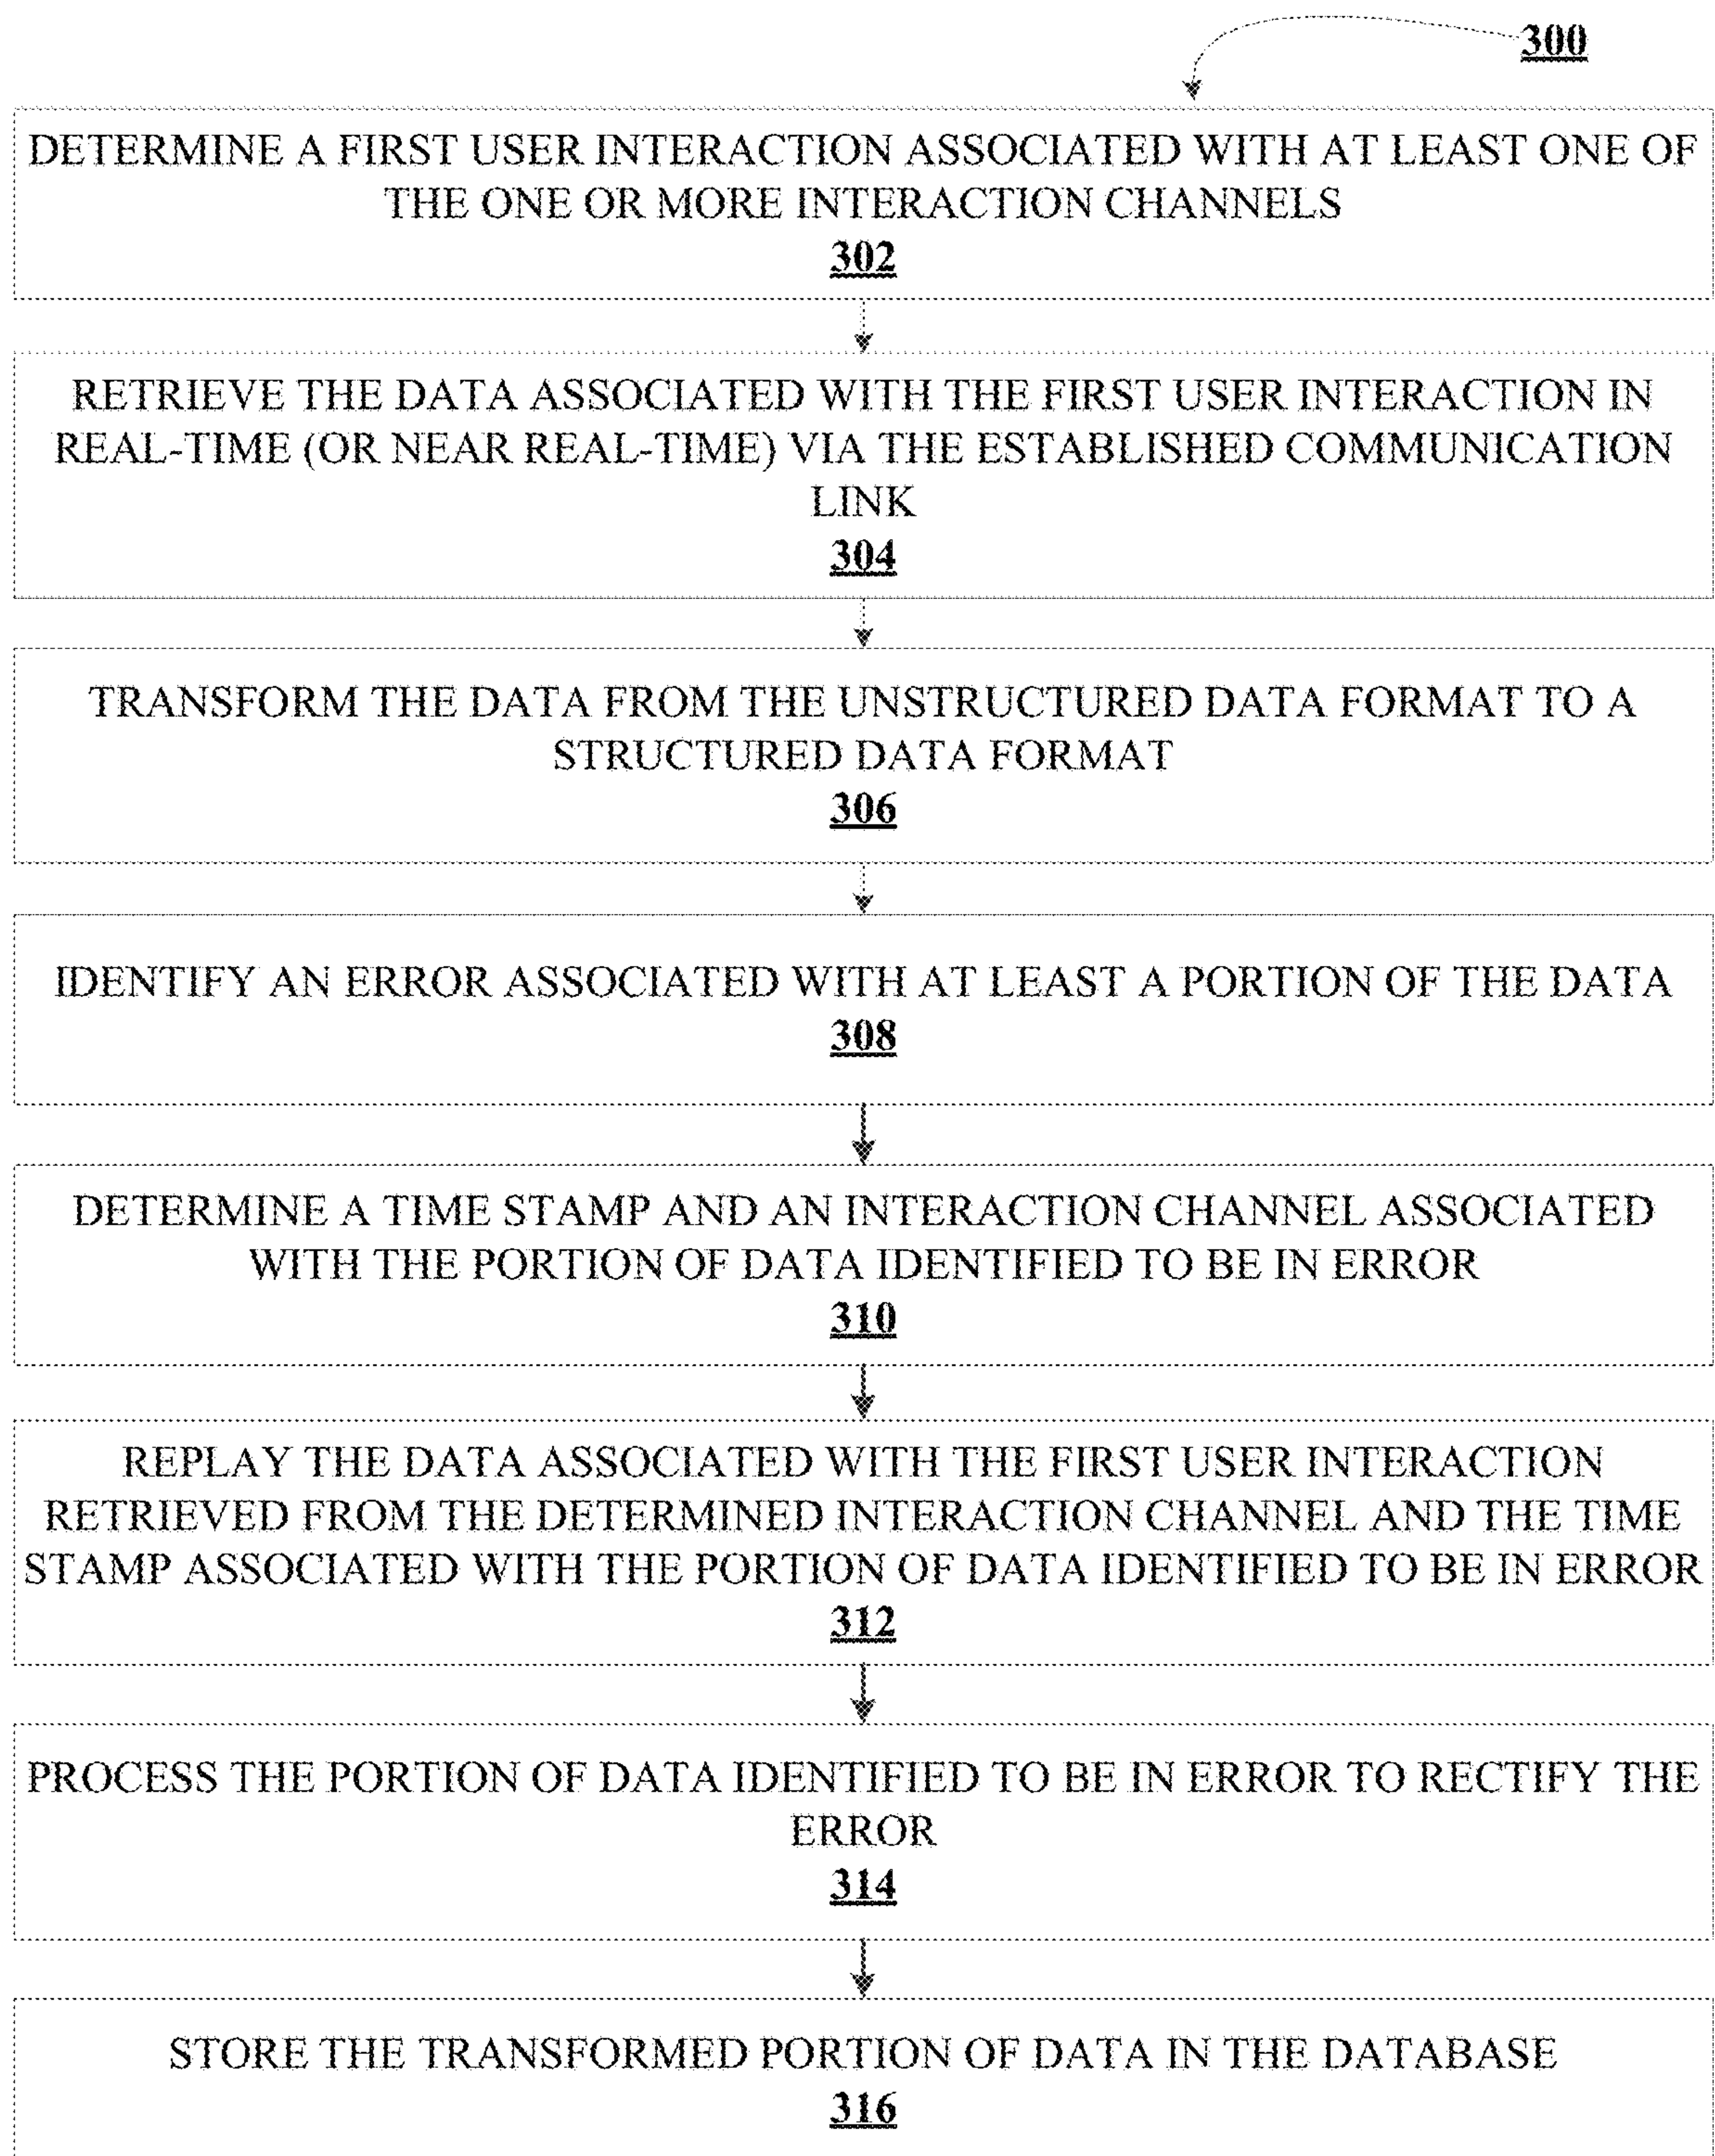 300
DETERMINE A FIRST USER INTERACTION ASSOCIATED WITH AT LEAST ONE OF
THE ONE OR MORE INTERACTION CHANNELS
302
RETRIEVE THE DATA ASSOCIATED WITH THE FIRST USER INTERACTION IN
REAL-TIME (OR NEAR REAL-TIME) VIA THE ESTABLISHED COMMUNICATION
LINK
304
TRANSFORM THE DATA FROM THE UNSTRUCTURED DATA FORMAT TO A
STRUCTURED DATA FORMAT
306
IDENTIFY AN ERROR ASSOCIATED WITH AT LEAST A PORTION OF THE DATA
308
DETERMINE A TIME STAMP AND AN INTERACTION CHANNEL ASSOCIATED
WITH THE PORTION OF DATA IDENTIFIED TO BE IN ERROR
310
REPLAY THE DATA ASSOCIATED WITH THE FIRST USER INTERACTION
RETRIEVED FROM THE DETERMINED INTERACTION CHANNEL AND THE TIME
STAMP ASSOCIATED WITH THE PORTION OF DATA IDENTIFIED TO BE IN ERROR
312
PROCESS THE PORTION OF DATA IDENTIFIED TO BE IN ERROR TO RECTIFY THE
ERROR
314
STORE THE TRANSFORMED PORTION OF DATA IN THE DATABASE
316